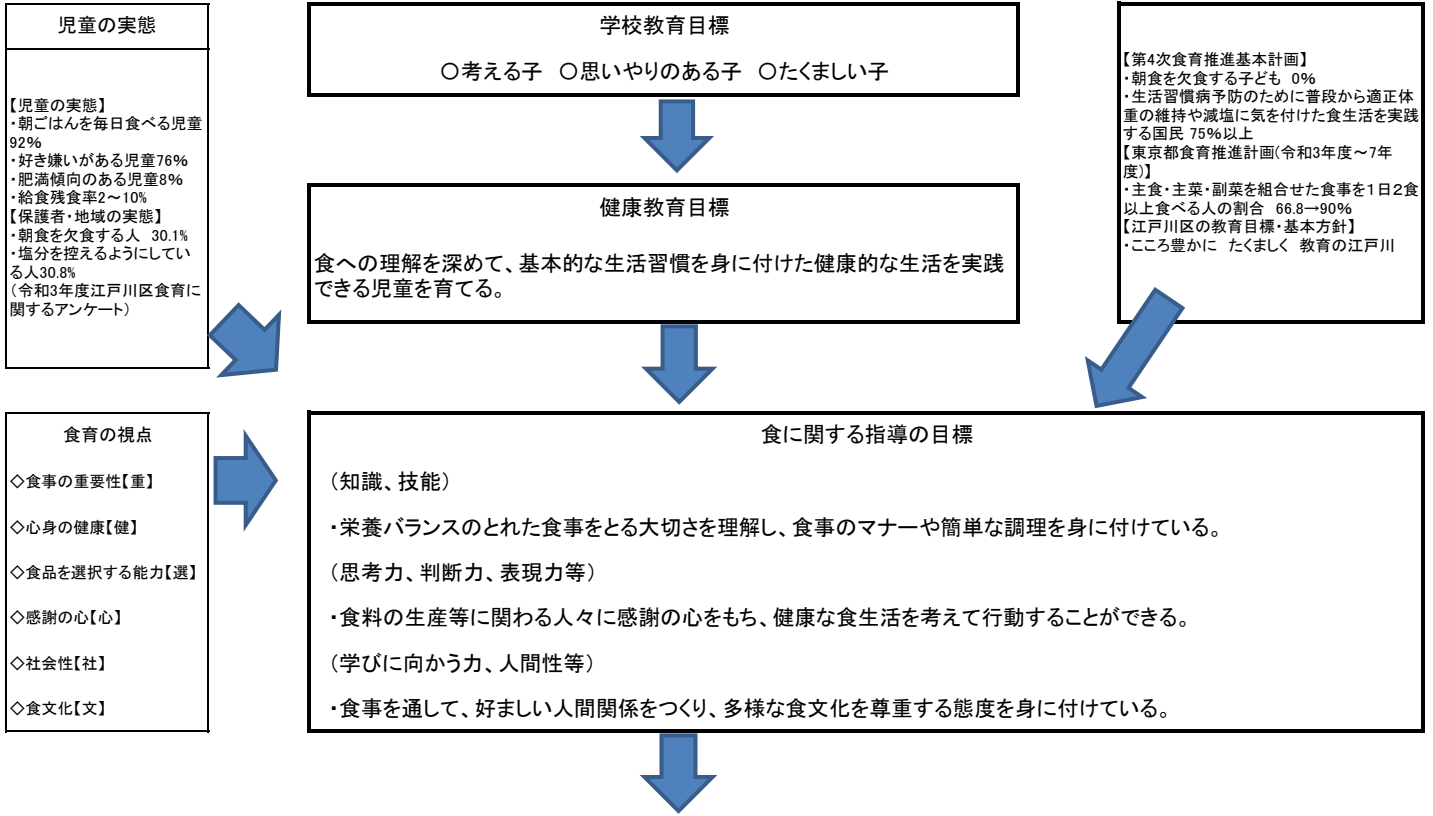 児童の実態
【児童の実態】
・朝ごはんを毎日食べる児童
92%
・好き嫌いがある児童76%
・肥満傾向のある児童8%
・給食残食率2～10%
【保護者・地域の実態】
・朝食を欠食する人 30.1%
・塩分を控えるようにしてい
る人30.8%
(令和3年度江戸川区食育に
関するアンケート)
学校教育目標
〇考える子 〇思いやりのある子 〇たくましい子
健康教育目標
食への理解を深めて、基本的な生活習慣を身に付けた健康的な生活を実践
できる児童を育てる。
【第4次食育推進基本計画】
・朝食を欠食する子ども 0%
・生活習慣病予防のために普段から適正体
重の維持や減塩に気を付けた食生活を実践
する国民 75%以上
【東京都食育推進計画(令和3年度～7年
度)】
・主食・主菜・副菜を組合せた食事を１日２食
以上食べる人の割合 66.8→90%
【江戸川区の教育目標・基本方針】
・こころ豊かに たくましく 教育の江戸川
食育の視点
◇食事の重要性【重】
◇心身の健康【健】
◇食品を選択する能力【選】
◇感謝の心【心】
◇社会性【社】
◇食文化【文】
食に関する指導の目標
(知識、技能)
・栄養バランスのとれた食事をとる大切さを理解し、食事のマナーや簡単な調理を身に付けている。
(思考力、判断力、表現力等)
・食料の生産等に関わる人々に感謝の心をもち、健康な食生活を考えて行動することができる。
(学びに向かう力、人間性等)
・食事を通して、好ましい人間関係をつくり、多様な食文化を尊重する態度を身に付けている。